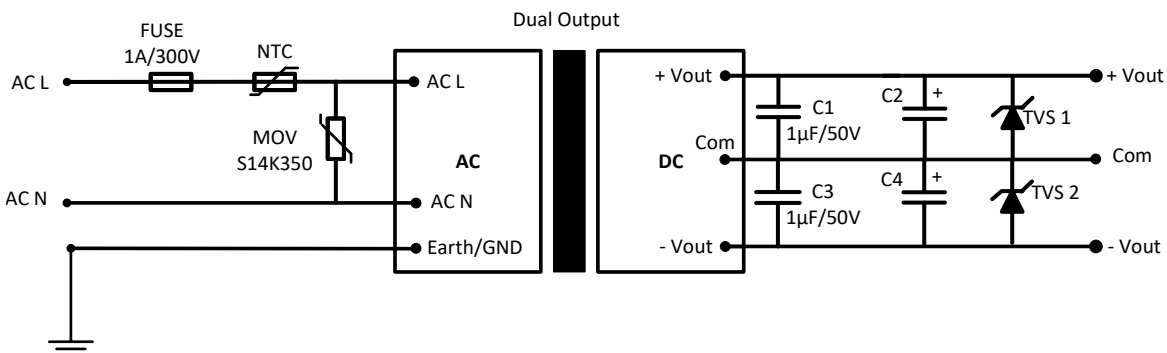 Dual Output
FUSE
1A/300V
NTC
AC L
AC L
MOV
S14K350
AC
AC N
AC N
Earth/GND
+ Vout
C1
1µF/50V
C2
+
TVS 1
+ Vout
Com
DC
Com
C3
1µF/50V
C4
+
TVS 2
- Vout
- Vout